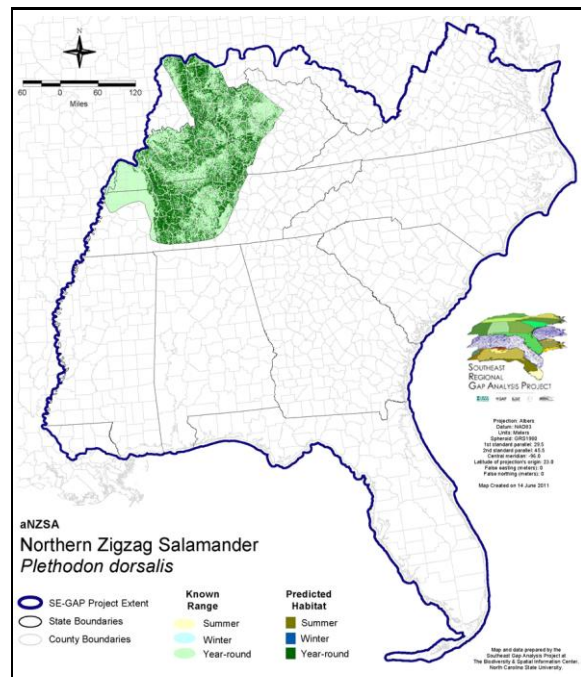 N
60 0 60 120
Miles
SOUTHEAST
REGIONAL
GAP ANALYSIS PROJECT
Projection: Albers
Datum: NAD83
Units: Meters
Spheroid: GRS1980
1st standard parallel: 29.5
2nd standard parallel: 45.5
Central meridian: -96.0
Latitude of projection's origin: 23.0
False easting (meters): 0
False northing (meters): 0
Map Created on 14 June 2011
aNZSA
Northern Zigzag Salamander
Plethodon dorsalis
SE-GAP Project Extent
State Boundaries
County Boundaries
Known
Range
Summer
Winter
Year-round
Predicted
Habitat
Summer
Winter
Year-round
Map and data prepared by the
Southeast Gap Analysis Project at
The Biodiversity & Spatial Information Center,
North Carolina State University.